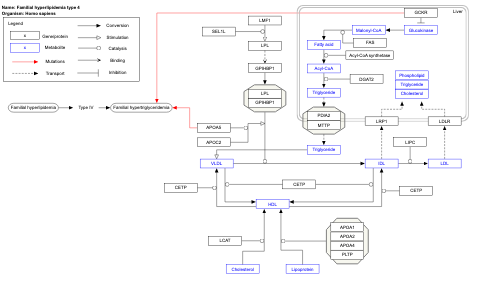 Name: Familial hyperlipidemia type 4
Organism: Homo sapiens
Legend
x Gene/protein
x Metabolite
Mutations
Transport
Conversion
Stimulation
Catalysis
Binding
Inhibition
LMF1
SEL1L
LPL
GPIHBP1
LPL
GPIHBP1
Liver
GCKR
Malonyl-CoA
Glucokinase
FAS
Fatty acid
Acyl-CoA synthetase
Acyl-CoA
DGAT2
Triglyceride
Phospholipid
Triglyceride
Cholesterol
PDIA2
MTTP
LRP1
LDLR
Familial hyperlipidemia
Type IV
Familial hypertriglyceridemia
APOA5
APOC2
Triglyceride
LIPC
VLDL
IDL
LDL
CETP
CETP
CETP
HDL
LCAT
APOA1
APOA2
APOA4
PLTP
Cholesterol
Lipoprotein